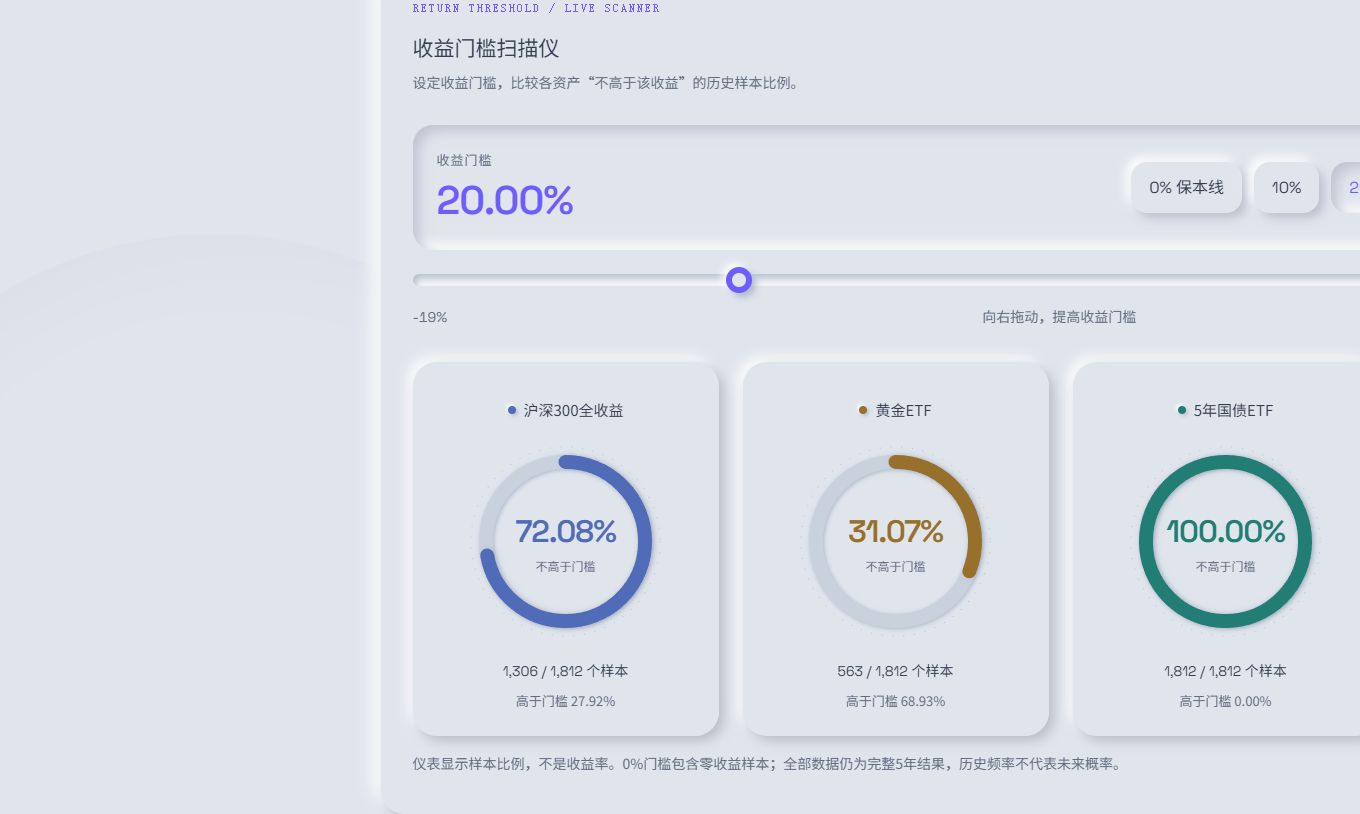 RETURN THRESHOLD / LIVE SCANNER
收益门槛扫描仪
设定收益门槛，比较各资产“不高于该收益”的历史样本比例。
收益门槛
20.00%
0% 保本线
10%
2
-19%
向右拖动，提高收益门槛
沪深300全收益
黄金ETF
5年国债ETF
72.08%
31.07%
100.00%
不高于门槛
不高于门槛
不高于门槛
1,306 / 1,812 个样本
563 / 1,812 个样本
1,812 / 1,812 个样本
高于门槛 27.92%
高于门槛 68.93%
高于门槛 0.00%
仪表显示样本比例，不是收益率。0%门槛包含零收益样本；全部数据仍为完整5年结果，历史频率不代表未来概率。